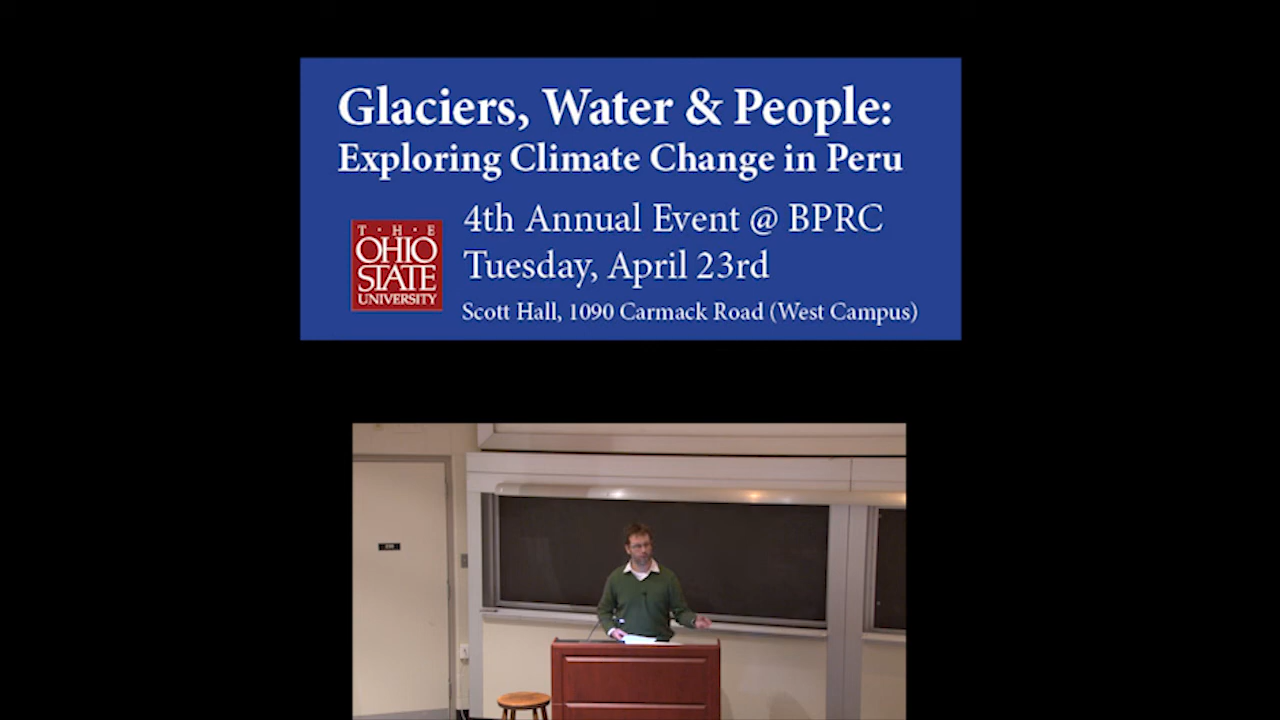 Glaciers, Water & People:
Exploring Climate Change in Peru
4th Annual Event @ BPRC
Tuesday, April 23rd
Scott Hall, 1090 Carmack Road (West Campus)
T·H·E
OHIO
STATE
UNIVERSITY